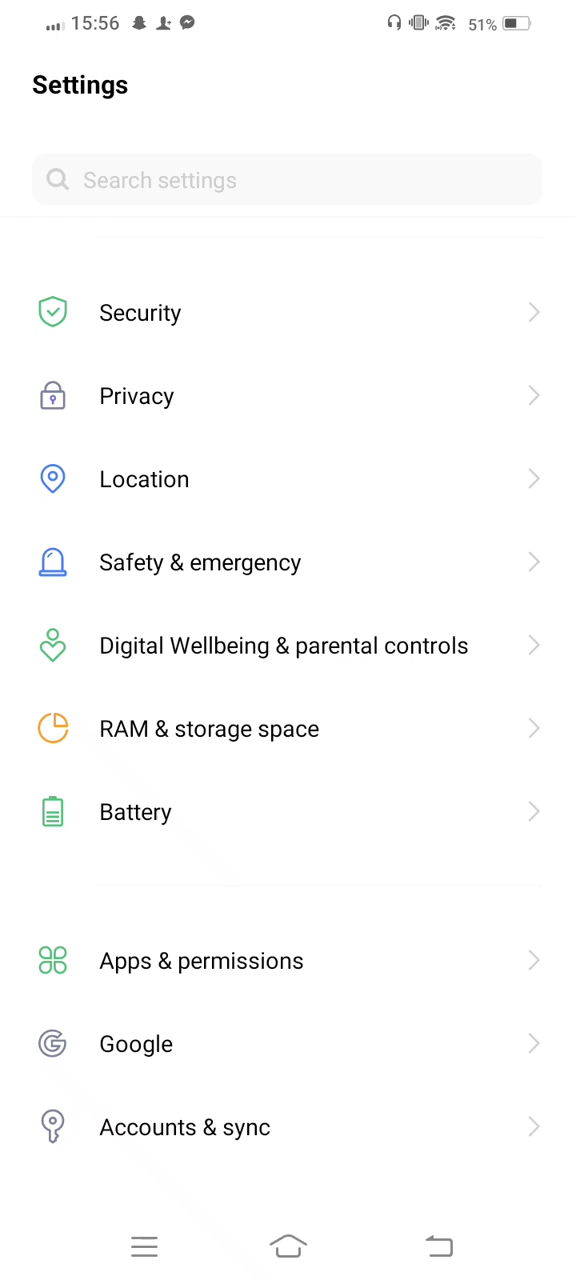 15:56 51%
Settings
Search settings
Security
Privacy
Location
Safety & emergency
Digital Wellbeing & parental controls
RAM & storage space
Battery
Apps & permissions
Google
Accounts & sync